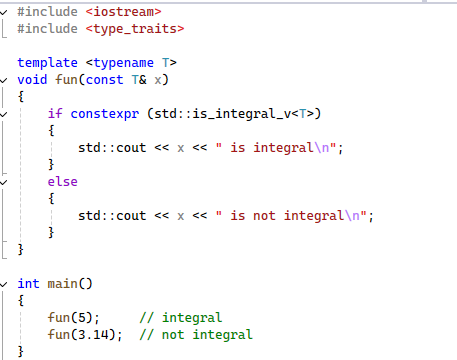 #include <iostream>
#include <type_traits>
template <typename T>
void fun(const T& x)
{
    if constexpr (std::is_integral_v<T>)
    {
        std::cout << x << " is integral\n";
    }
    else
    {
        std::cout << x << " is not integral\n";
    }
}
int main()
{
    fun(5);     // integral
    fun(3.14);  // not integral
}